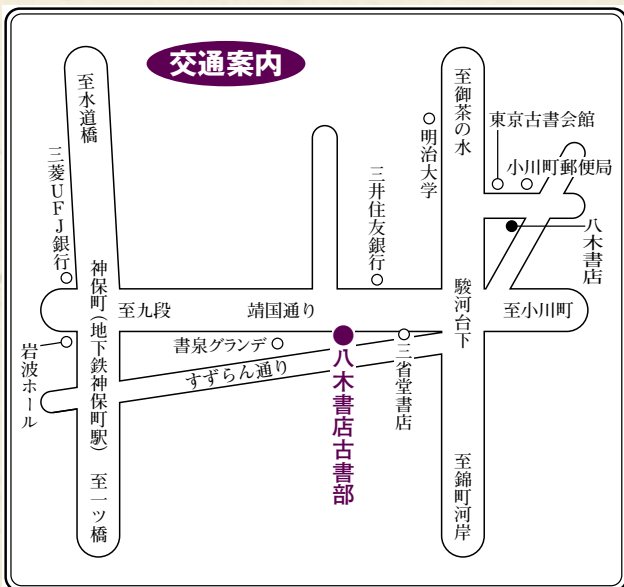 交通案内
至水道橋
三菱UFJ銀行
神保町（地下鉄神保町駅）
至一ツ橋
岩波ホール
至九段
靖国通り
書泉グランデ
すずらん通り
三井住友銀行
八木書店古書部
三省堂書店
明治大学
至御茶の水
駿河台下
至錦町河岸
東京古書会館
小川町郵便局
八木書店
至小川町